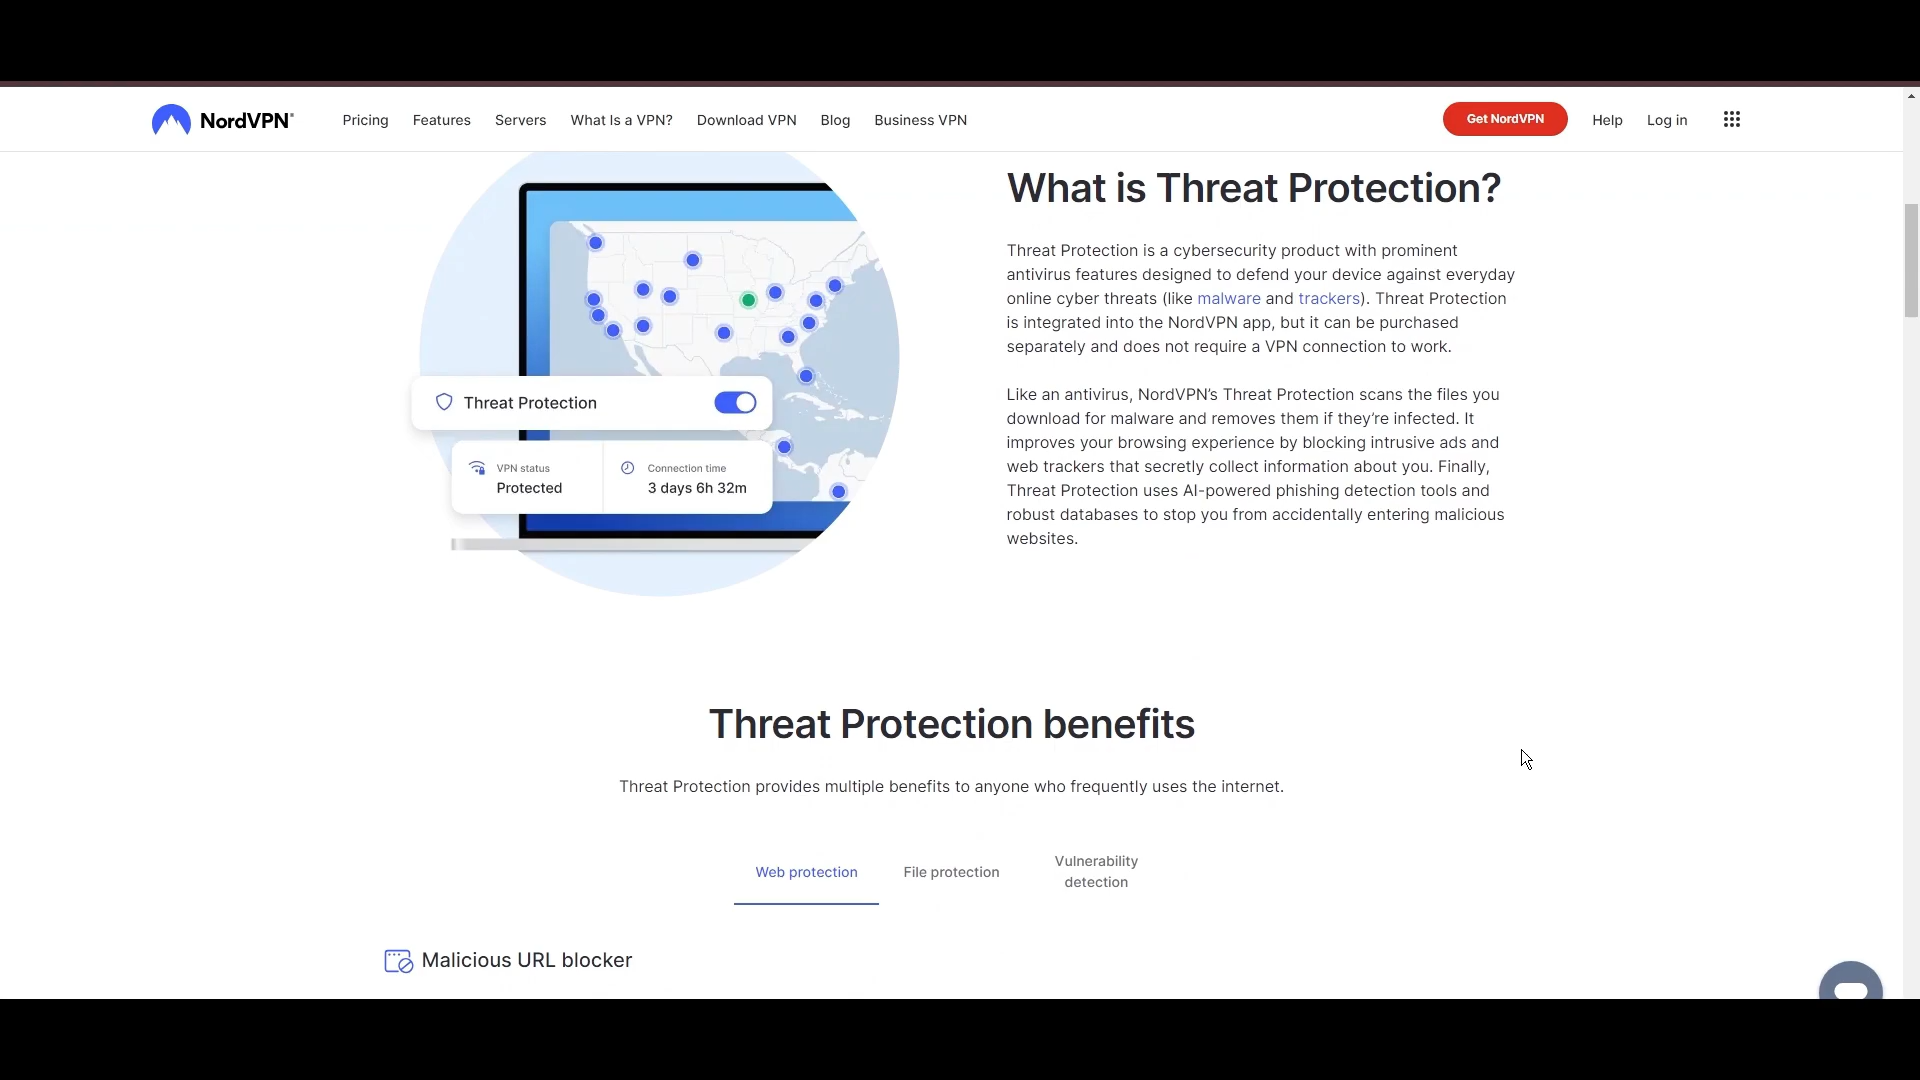 NordVPN®
Pricing
Features
Servers
What Is a VPN?
Download VPN
Blog
Business VPN
Get NordVPN
Help
Log in
Threat Protection
VPN status
Protected
Connection time
3 days 6h 32m
What is Threat Protection?
Threat Protection is a cybersecurity product with prominent
antivirus features designed to defend your device against everyday
online cyber threats (like malware and trackers). Threat Protection
is integrated into the NordVPN app, but it can be purchased
separately and does not require a VPN connection to work.
Like an antivirus, NordVPN’s Threat Protection scans the files you
download for malware and removes them if they’re infected. It
improves your browsing experience by blocking intrusive ads and
web trackers that secretly collect information about you. Finally,
Threat Protection uses AI-powered phishing detection tools and
robust databases to stop you from accidentally entering malicious
websites.
Threat Protection benefits
Threat Protection provides multiple benefits to anyone who frequently uses the internet.
Web protection
File protection
Vulnerability
detection
Malicious URL blocker